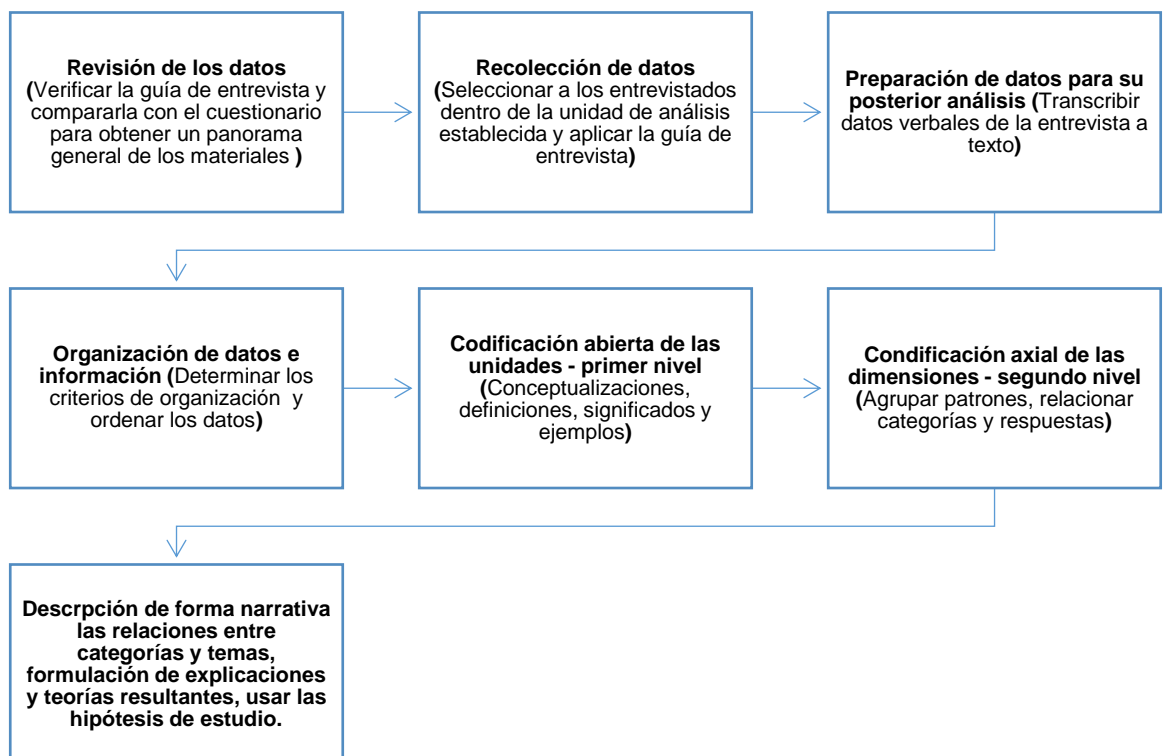 Revisión de los datos
(Verificar la guía de entrevista y
compararla con el cuestionario
para obtener un panorama
general de los materiales )
Recolección de datos
(Seleccionar a los entrevistados
dentro de la unidad de análisis
establecida y aplicar la guía de
entrevista)
Preparación de datos para su
posterior análisis (Transcribir
datos verbales de la entrevista a
texto)
Organización de datos e
información (Determinar los
criterios de organización y
ordenar los datos)
Codificación abierta de las
unidades - primer nivel
(Conceptualizaciones,
definiciones, significados y
ejemplos)
Condificación axial de las
dimensiones - segundo nivel
(Agrupar patrones, relacionar
categorías y respuestas)
Descrpción de forma narrativa
las relaciones entre
categorías y temas,
formulación de explicaciones
y teorías resultantes, usar las
hipótesis de estudio.